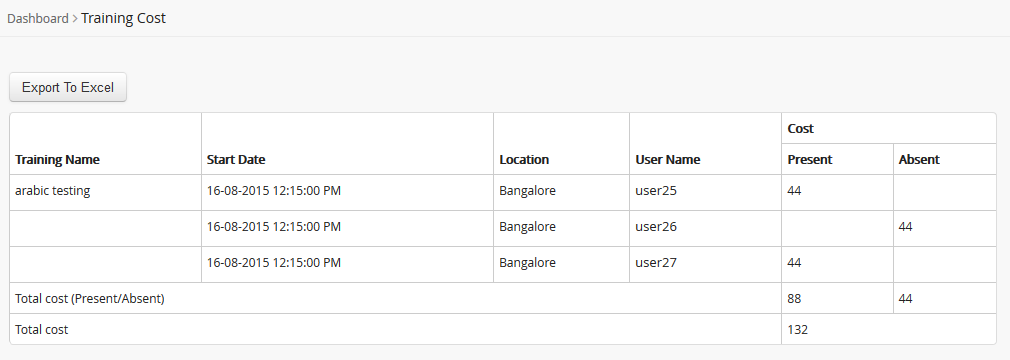 Dashboard > Training Cost
Export To Excel
Cost
Training Name Start Date Location User Name Present Absent
arabic testing 16-08-2015 12:15:00 PM Bangalore user25 44
16-08-2015 12:15:00 PM Bangalore user26 44
16-08-2015 12:15:00 PM Bangalore user27 44
Total cost (Present/Absent) 88 44
Total cost 132